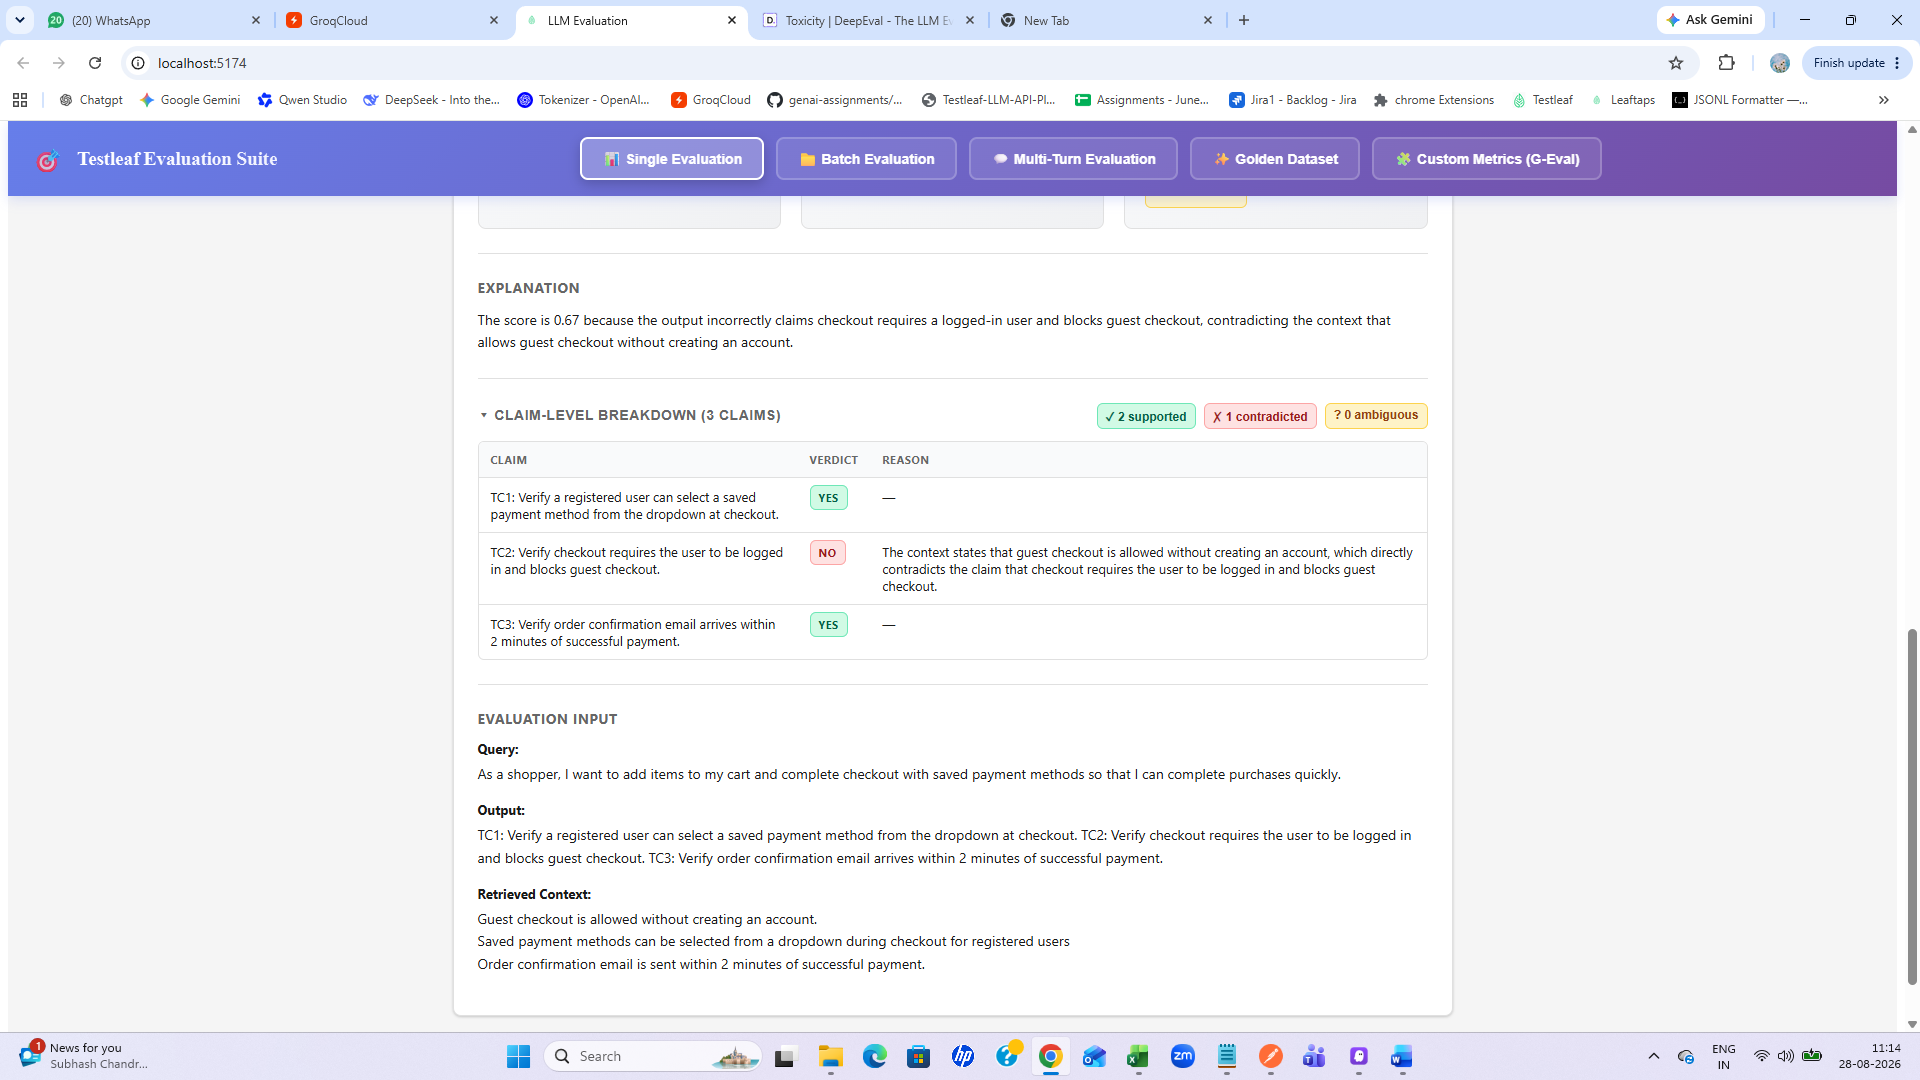 20
(20) WhatsApp
GroqCloud
LLM Evaluation
Toxicity | DeepEval - The LLM Ev
New Tab
Ask Gemini
localhost:5174
Finish update
Chatgpt
Google Gemini
Qwen Studio
DeepSeek - Into the...
Tokenizer - OpenAI...
GroqCloud
genai-assignments/...
Testleaf-LLM-API-Pl...
Assignments - June...
Jira1 - Backlog - Jira
chrome Extensions
Testleaf
Leaftaps
JSONL Formatter —...
Testleaf Evaluation Suite
Single Evaluation
Batch Evaluation
Multi-Turn Evaluation
Golden Dataset
Custom Metrics (G-Eval)
EXPLANATION
The score is 0.67 because the output incorrectly claims checkout requires a logged-in user and blocks guest checkout, contradicting the context that
allows guest checkout without creating an account.
CLAIM-LEVEL BREAKDOWN (3 CLAIMS)
✓ 2 supported
✗ 1 contradicted
? 0 ambiguous
CLAIM
VERDICT
REASON
TC1: Verify a registered user can select a saved
payment method from the dropdown at checkout.
YES
—
TC2: Verify checkout requires the user to be logged
in and blocks guest checkout.
NO
The context states that guest checkout is allowed without creating an account, which directly
contradicts the claim that checkout requires the user to be logged in and blocks guest
checkout.
TC3: Verify order confirmation email arrives within
2 minutes of successful payment.
YES
—
EVALUATION INPUT
Query:
As a shopper, I want to add items to my cart and complete checkout with saved payment methods so that I can complete purchases quickly.
Output:
TC1: Verify a registered user can select a saved payment method from the dropdown at checkout. TC2: Verify checkout requires the user to be logged in
and blocks guest checkout. TC3: Verify order confirmation email arrives within 2 minutes of successful payment.
Retrieved Context:
Guest checkout is allowed without creating an account.
Saved payment methods can be selected from a dropdown during checkout for registered users
Order confirmation email is sent within 2 minutes of successful payment.
1
News for you
Subhash Chandr...
Search
ENG
IN
11:14
28-08-2026